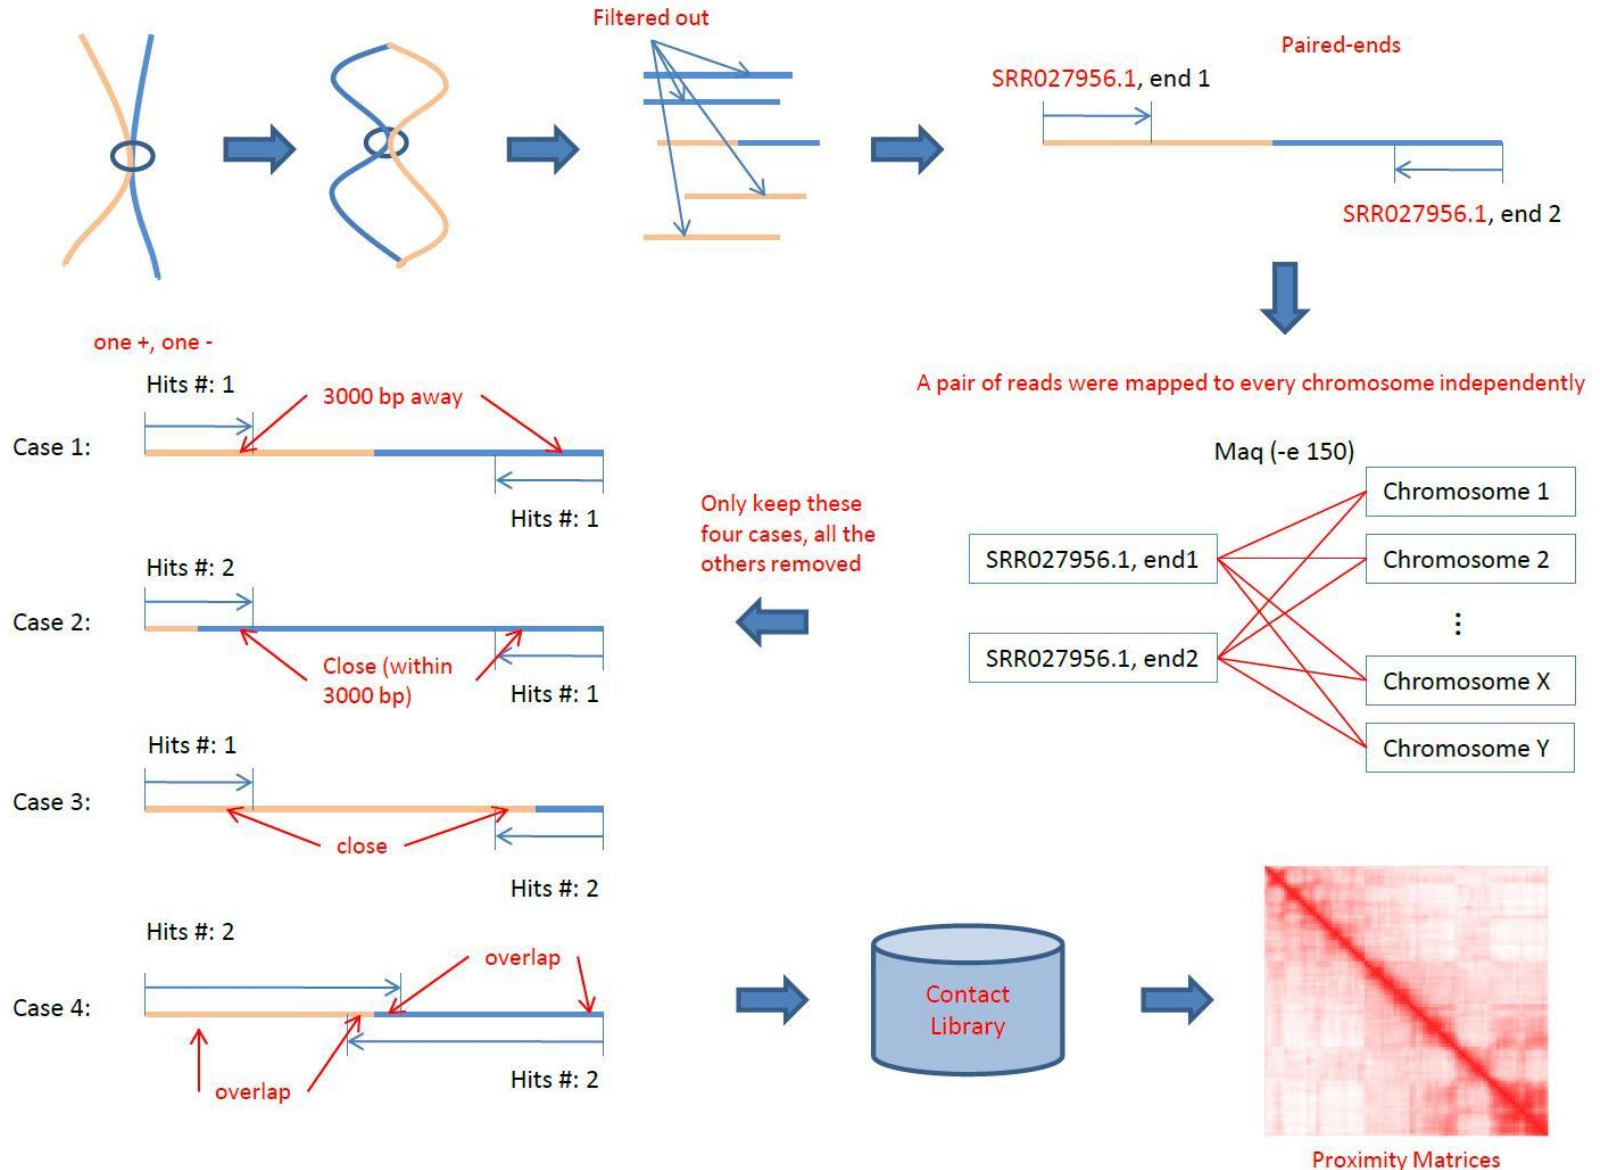 Filtered out
Paired-ends
SRR027956.1, end 1
SRR027956.1, end 2
A pair of reads were mapped to every chromosome independently
Maq (-e 150)
SRR027956.1, end1
SRR027956.1, end2
Chromosome 1
Chromosome 2
⋮
Chromosome X
Chromosome Y
Only keep these
four cases, all the
others removed
one +, one -
Hits #: 1
3000 bp away
Case 1:
Hits #: 1
Hits #: 2
Case 2:
Close (within
3000 bp)
Hits #: 1
Hits #: 1
Case 3:
close
Hits #: 2
Hits #: 2
overlap
Case 4:
overlap
Hits #: 2
Contact
Library
Proximity Matrices